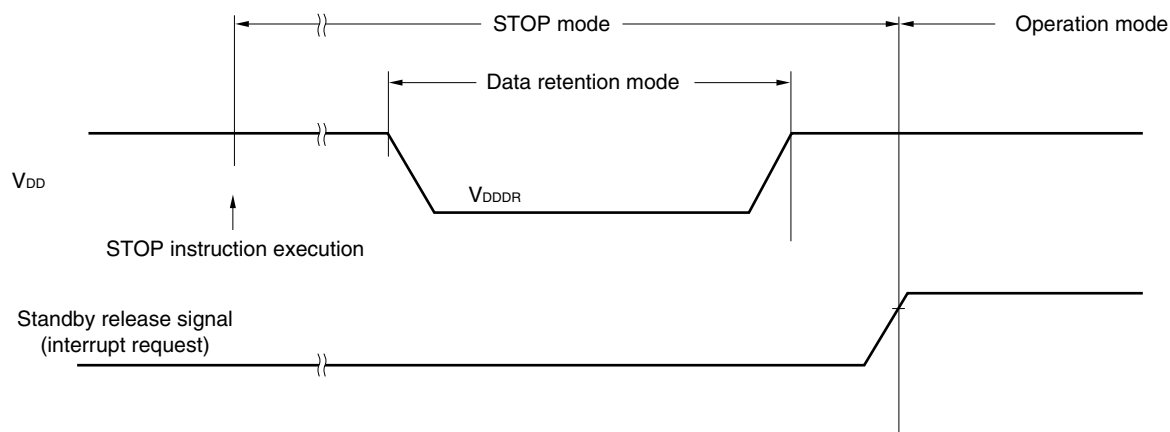 STOP mode
Operation mode
Data retention mode
VDD
VDDDR
STOP instruction execution
Standby release signal
(interrupt request)